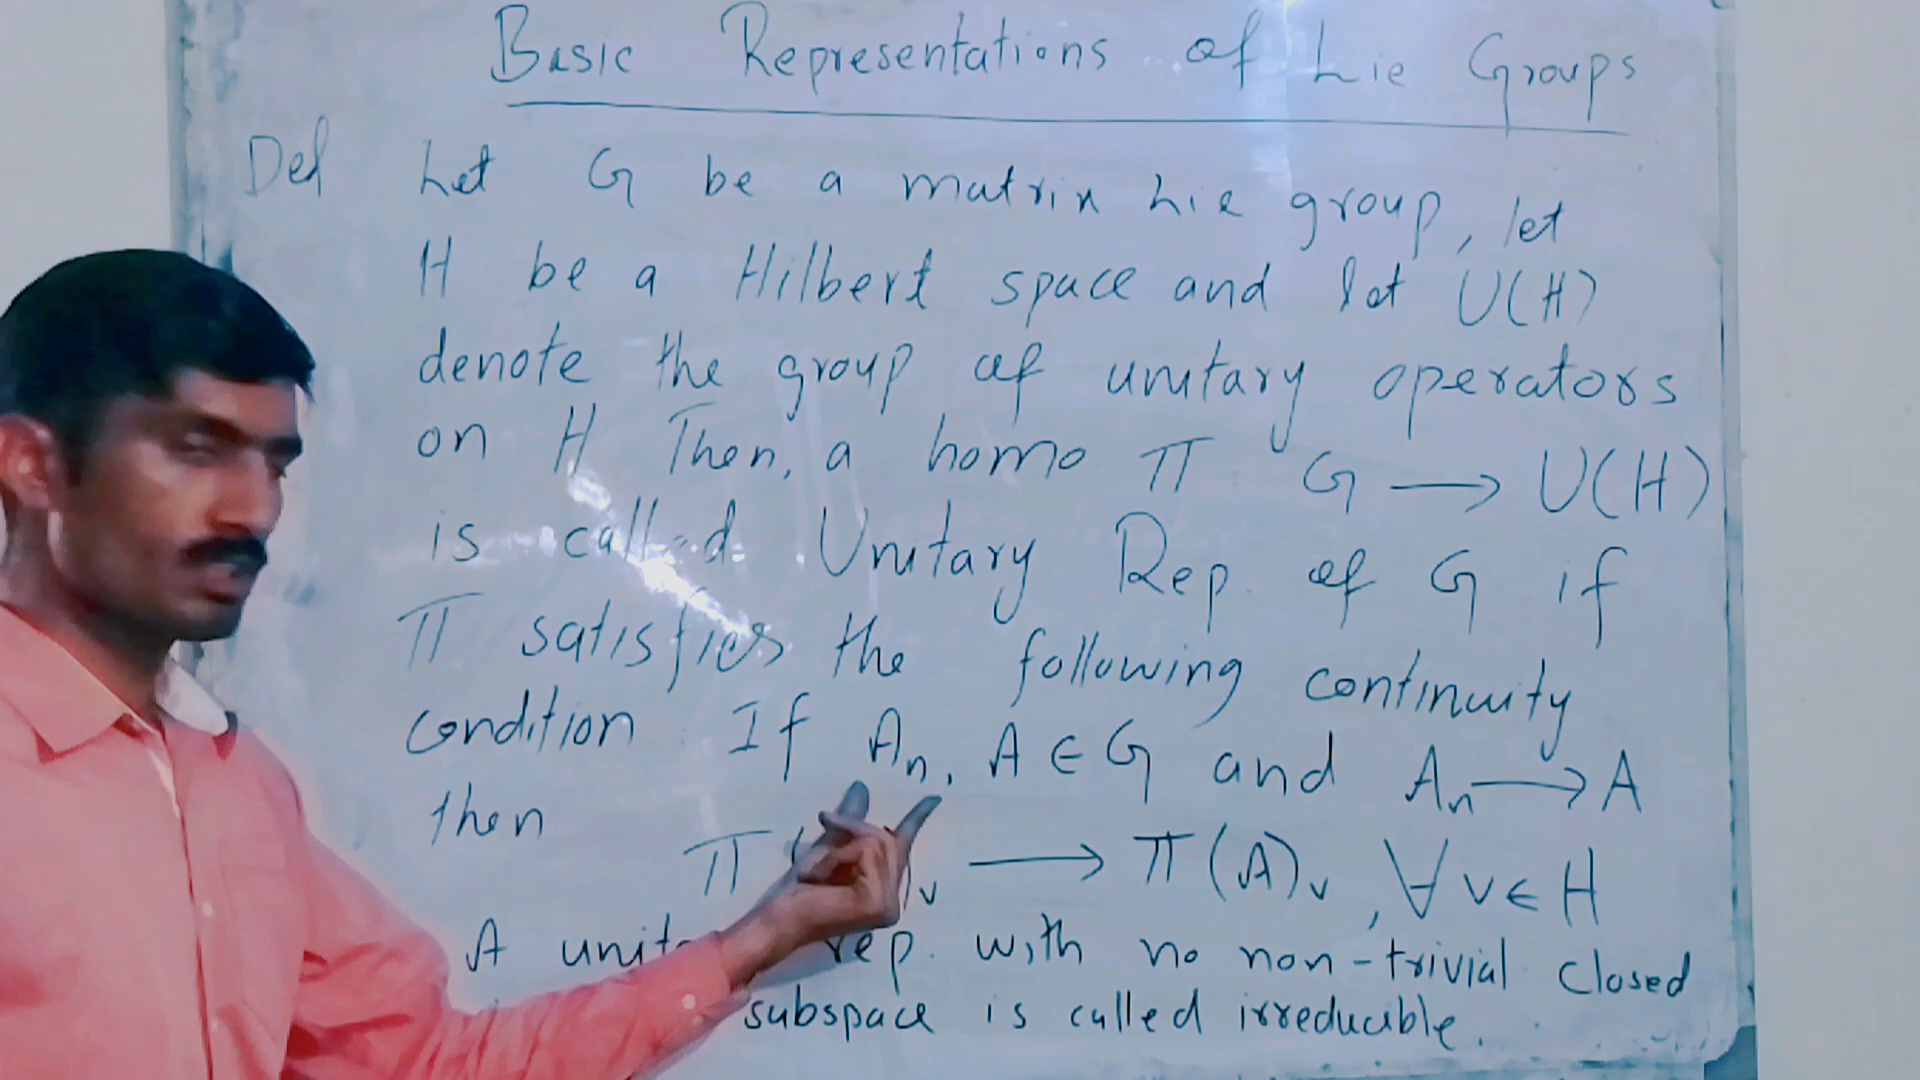 Basic Representations of Lie Groups
Def Let G be a matrix Lie group, let
H be a Hilbert space and let U(H)
denote the group of unitary operators
on H Then, a homo Π G → U(H)
is called Unitary Rep. of G if
Π satisfies the following continuity
condition If Aₙ, A ∈ G and Aₙ → A
then
Π )v → Π(A)v, ∀ v ∈ H
A rep. with no non-trivial closed
subspace is called irreducible.